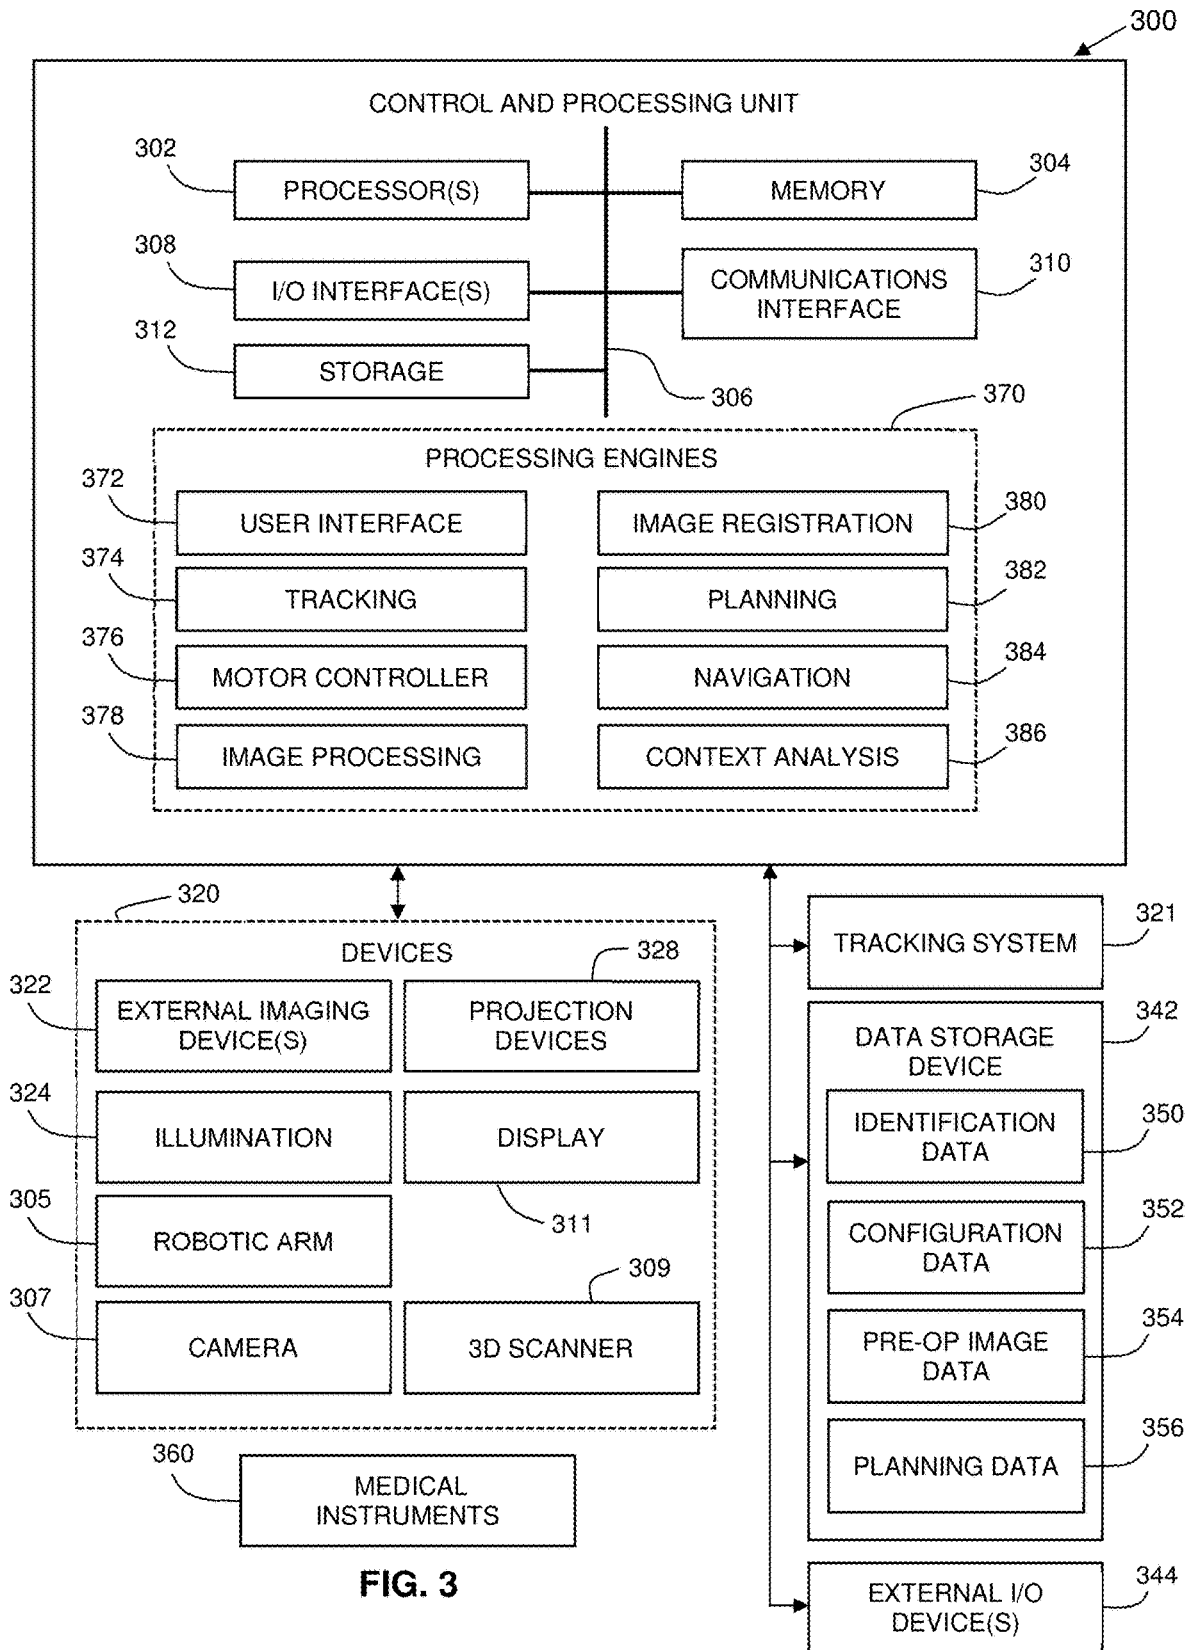 300
CONTROL AND PROCESSING UNIT
302
PROCESSOR(S)
MEMORY
304
308
I/O INTERFACE(S)
COMMUNICATIONS
INTERFACE
310
312
STORAGE
306
370
PROCESSING ENGINES
372
USER INTERFACE
IMAGE REGISTRATION
380
374
TRACKING
PLANNING
382
376
MOTOR CONTROLLER
NAVIGATION
384
378
IMAGE PROCESSING
CONTEXT ANALYSIS
386
320
DEVICES
322
EXTERNAL IMAGING
DEVICE(S)
328
PROJECTION
DEVICES
324
ILLUMINATION
DISPLAY
311
305
ROBOTIC ARM
309
307
CAMERA
3D SCANNER
360
MEDICAL
INSTRUMENTS
321
TRACKING SYSTEM
342
DATA STORAGE
DEVICE
IDENTIFICATION
DATA
350
CONFIGURATION
DATA
352
PRE-OP IMAGE
DATA
354
PLANNING DATA
356
EXTERNAL I/O
DEVICE(S)
344
FIG. 3